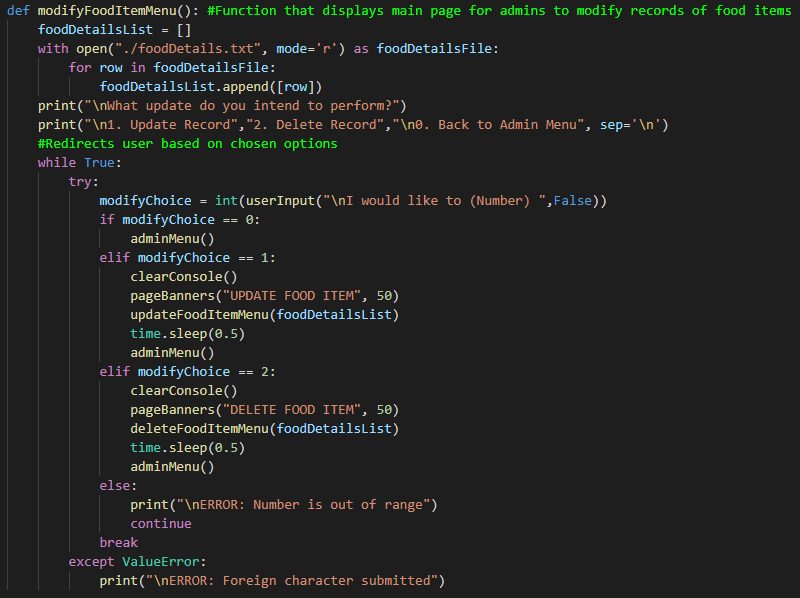 def modifyFoodItemMenu(): #Function that displays main page for admins to modify records of food items
    foodDetailsList = []
    with open("./foodDetails.txt", mode='r') as foodDetailsFile:
        for row in foodDetailsFile:
            foodDetailsList.append([row])
    print("\nWhat update do you intend to perform?")
    print("\n1. Update Record","2. Delete Record","\n0. Back to Admin Menu", sep='\n')
    #Redirects user based on chosen options
    while True:
        try:
            modifyChoice = int(userInput("\nI would like to (Number) ",False))
            if modifyChoice == 0:
                adminMenu()
            elif modifyChoice == 1:
                clearConsole()
                pageBanners("UPDATE FOOD ITEM", 50)
                updateFoodItemMenu(foodDetailsList)
                time.sleep(0.5)
                adminMenu()
            elif modifyChoice == 2:
                clearConsole()
                pageBanners("DELETE FOOD ITEM", 50)
                deleteFoodItemMenu(foodDetailsList)
                time.sleep(0.5)
                adminMenu()
            else:
                print("\nERROR: Number is out of range")
                continue
            break
        except ValueError:
            print("\nERROR: Foreign character submitted")